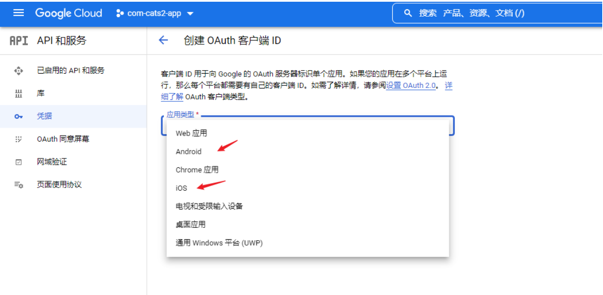 Google Cloud
com-cats2-app
搜索 产品、资源、文档 (/)
API
API 和服务
创建 OAuth 客户端 ID
已启用的 API 和服务
库
凭据
OAuth 同意屏幕
网域验证
页面使用协议
客户端 ID 用于向 Google 的 OAuth 服务器标识单个应用。如果您的应用在多个平台上运
行，那么每个平台都需要有自己的客户端 ID。如需了解详情，请参阅设置 OAuth 2.0。 详
细了解 OAuth 客户端类型。
应用类型 *
Web 应用
Android
Chrome 应用
iOS
电视和受限输入设备
桌面应用
通用 Windows 平台 (UWP)